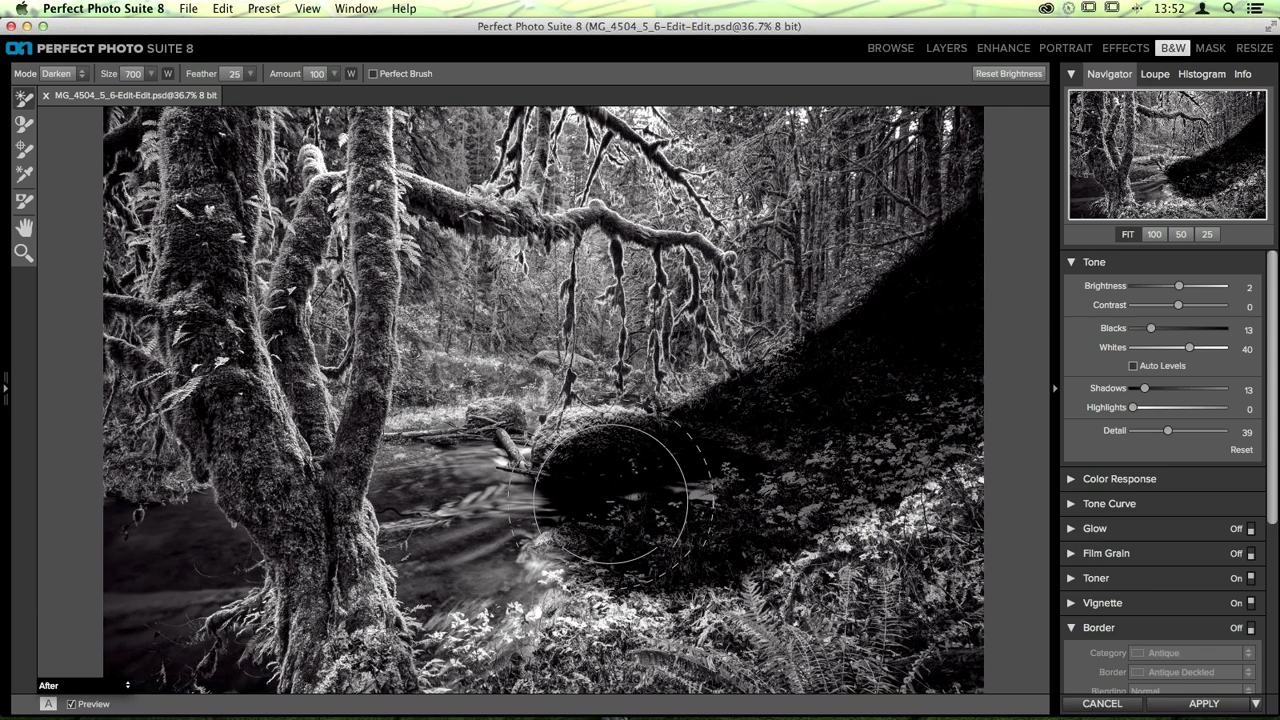 Perfect Photo Suite 8 File Edit Preset View Window Help 13:52
Perfect Photo Suite 8 (MG_4504_5_6-Edit-Edit.psd@36.7% 8 bit)
on PERFECT PHOTO SUITE 8 BROWSE LAYERS ENHANCE PORTRAIT EFFECTS B&W MASK RESIZE
Mode Darken Size 700 W Feather 25 Amount 100 W Perfect Brush Reset Brightness
Navigator Loupe Histogram Info
x MG_4504_5_6-Edit-Edit.psd@36.7% 8 bit
FIT 100 50 25
Tone
Brightness 2
Contrast 0
Blacks 13
Whites 40
Auto Levels
Shadows 13
Highlights 0
Detail 39
Reset
Color Response
Tone Curve
Glow Off
Film Grain Off
Toner On
Vignette On
Border Off
Category Antique
Border Antique Deckled
Blending Normal
After
A Preview
CANCEL APPLY